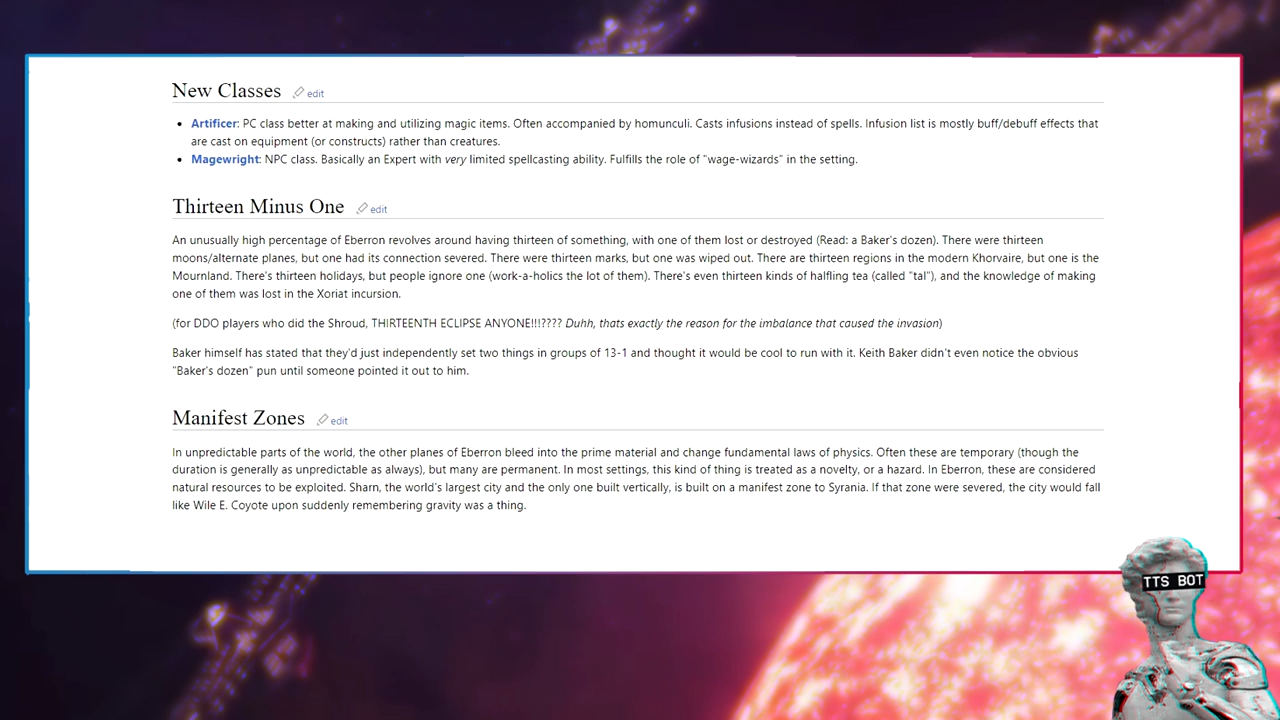 New Classes edit
Artificer: PC class better at making and utilizing magic items. Often accompanied by homunculi. Casts infusions instead of spells. Infusion list is mostly buff/debuff effects that
are cast on equipment (or constructs) rather than creatures.
Magewright: NPC class. Basically an Expert with very limited spellcasting ability. Fulfills the role of "wage-wizards" in the setting.
Thirteen Minus One edit
An unusually high percentage of Eberron revolves around having thirteen of something, with one of them lost or destroyed (Read: a Baker's dozen). There were thirteen
moons/alternate planes, but one had its connection severed. There were thirteen marks, but one was wiped out. There are thirteen regions in the modern Khorvaire, but one is the
Mournland. There's thirteen holidays, but people ignore one (work-a-holics the lot of them). There's even thirteen kinds of halfling tea (called "tal"), and the knowledge of making
one of them was lost in the Xoriat incursion.
(for DDO players who did the Shroud, THIRTEENTH ECLIPSE ANYONE!!!???? Duhh, thats exactly the reason for the imbalance that caused the invasion)
Baker himself has stated that they'd just independently set two things in groups of 13-1 and thought it would be cool to run with it. Keith Baker didn't even notice the obvious
"Baker's dozen" pun until someone pointed it out to him.
Manifest Zones edit
In unpredictable parts of the world, the other planes of Eberron bleed into the prime material and change fundamental laws of physics. Often these are temporary (though the
duration is generally as unpredictable as always), but many are permanent. In most settings, this kind of thing is treated as a novelty, or a hazard. In Eberron, these are considered
natural resources to be exploited. Sharn, the world's largest city and the only one built vertically, is built on a manifest zone to Syrania. If that zone were severed, the city would fall
like Wile E. Coyote upon suddenly remembering gravity was a thing.
TTS BOT